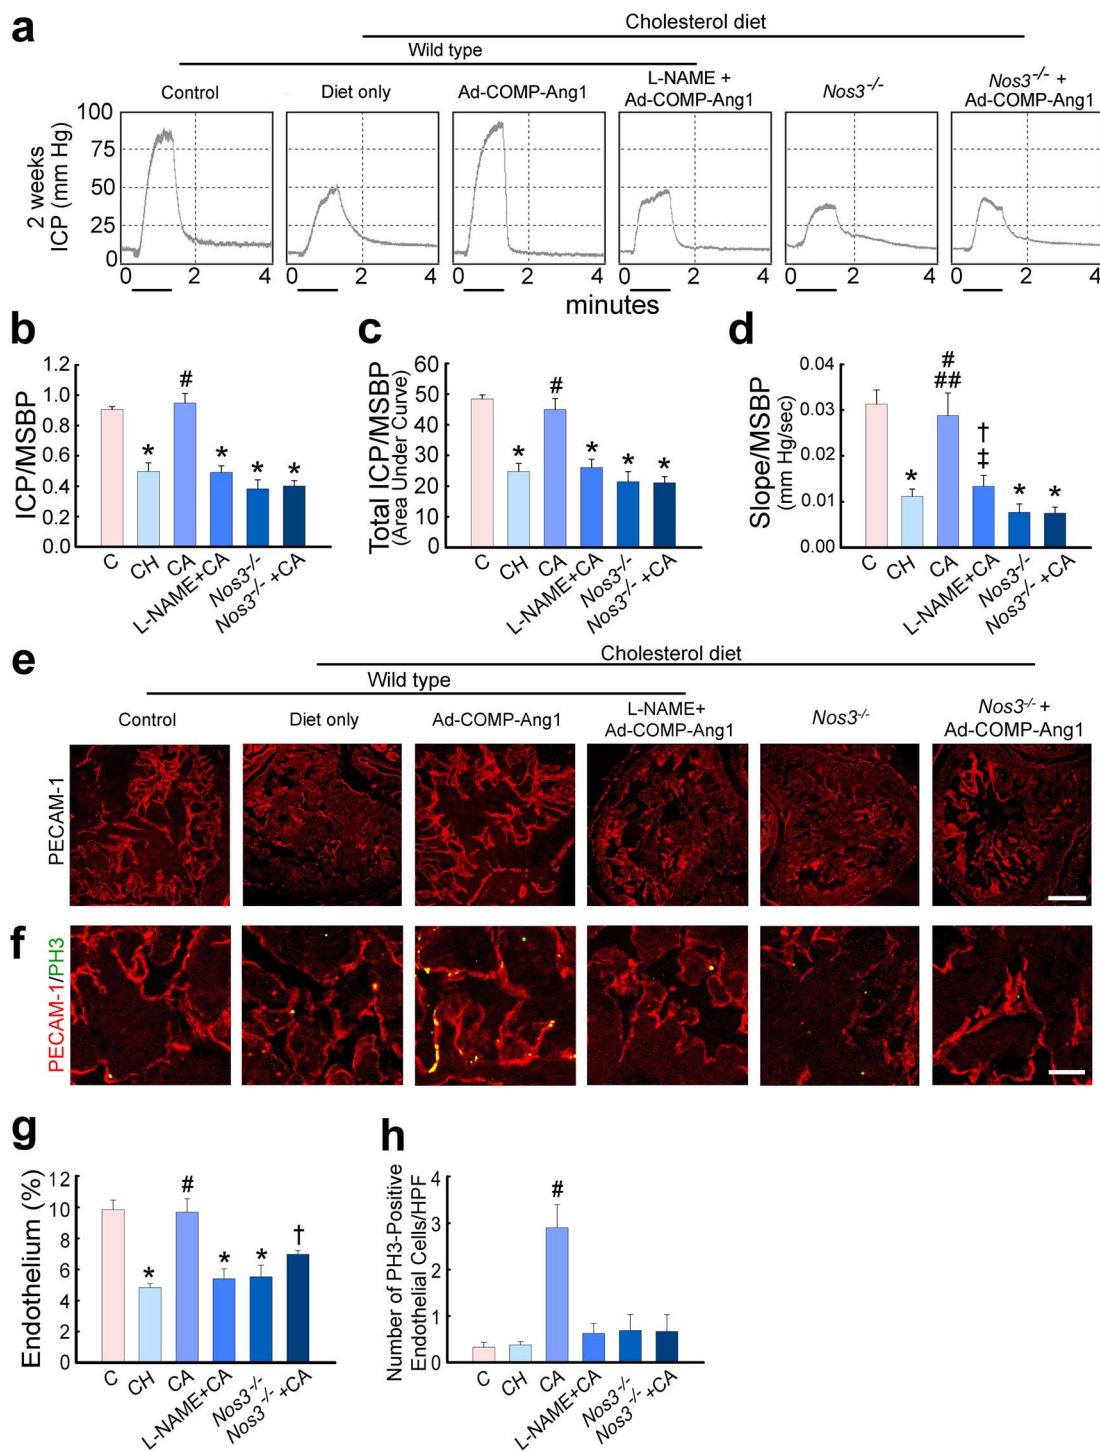 a
Cholesterol diet
Wild type
Control
Diet only
Ad-COMP-Ang1
L-NAME +
Ad-COMP-Ang1
Nos3-/-
Nos3-/- +
Ad-COMP-Ang1
2 weeks
ICP (mm Hg)
100
75
50
25
0
0 2 4
0 2 4
0 2 4
0 2 4
0 2 4
0 2 4
minutes
b
ICP/MSBP
1.2
1.0
0.8
0.6
0.4
0.2
0.0
*
#
*
*
*
C
CH
CA
L-NAME+CA
Nos3-/-
Nos3-/- +CA
c
Total ICP/MSBP
(Area Under Curve)
60
50
40
30
20
10
0
*
#
*
*
*
C
CH
CA
L-NAME+CA
Nos3-/-
Nos3-/- +CA
d
Slope/MSBP
(mm Hg/sec)
0.04
0.03
0.02
0.01
0.00
*
#
##
†
‡
*
*
C
CH
CA
L-NAME+CA
Nos3-/-
Nos3-/- +CA
e
Cholesterol diet
Wild type
Control
Diet only
Ad-COMP-Ang1
L-NAME+
Ad-COMP-Ang1
Nos3-/-
Nos3-/- +
Ad-COMP-Ang1
PECAM-1
f
PECAM-1/PH3
g
Endothelium (%)
12
10
8
6
4
2
0
*
#
*
*
†
C
CH
CA
L-NAME+CA
Nos3-/-
Nos3-/- +CA
h
Number of PH3-Positive
Endothelial Cells/HPF
4
3
2
1
0
#
C
CH
CA
L-NAME+CA
Nos3-/-
Nos3-/- +CA